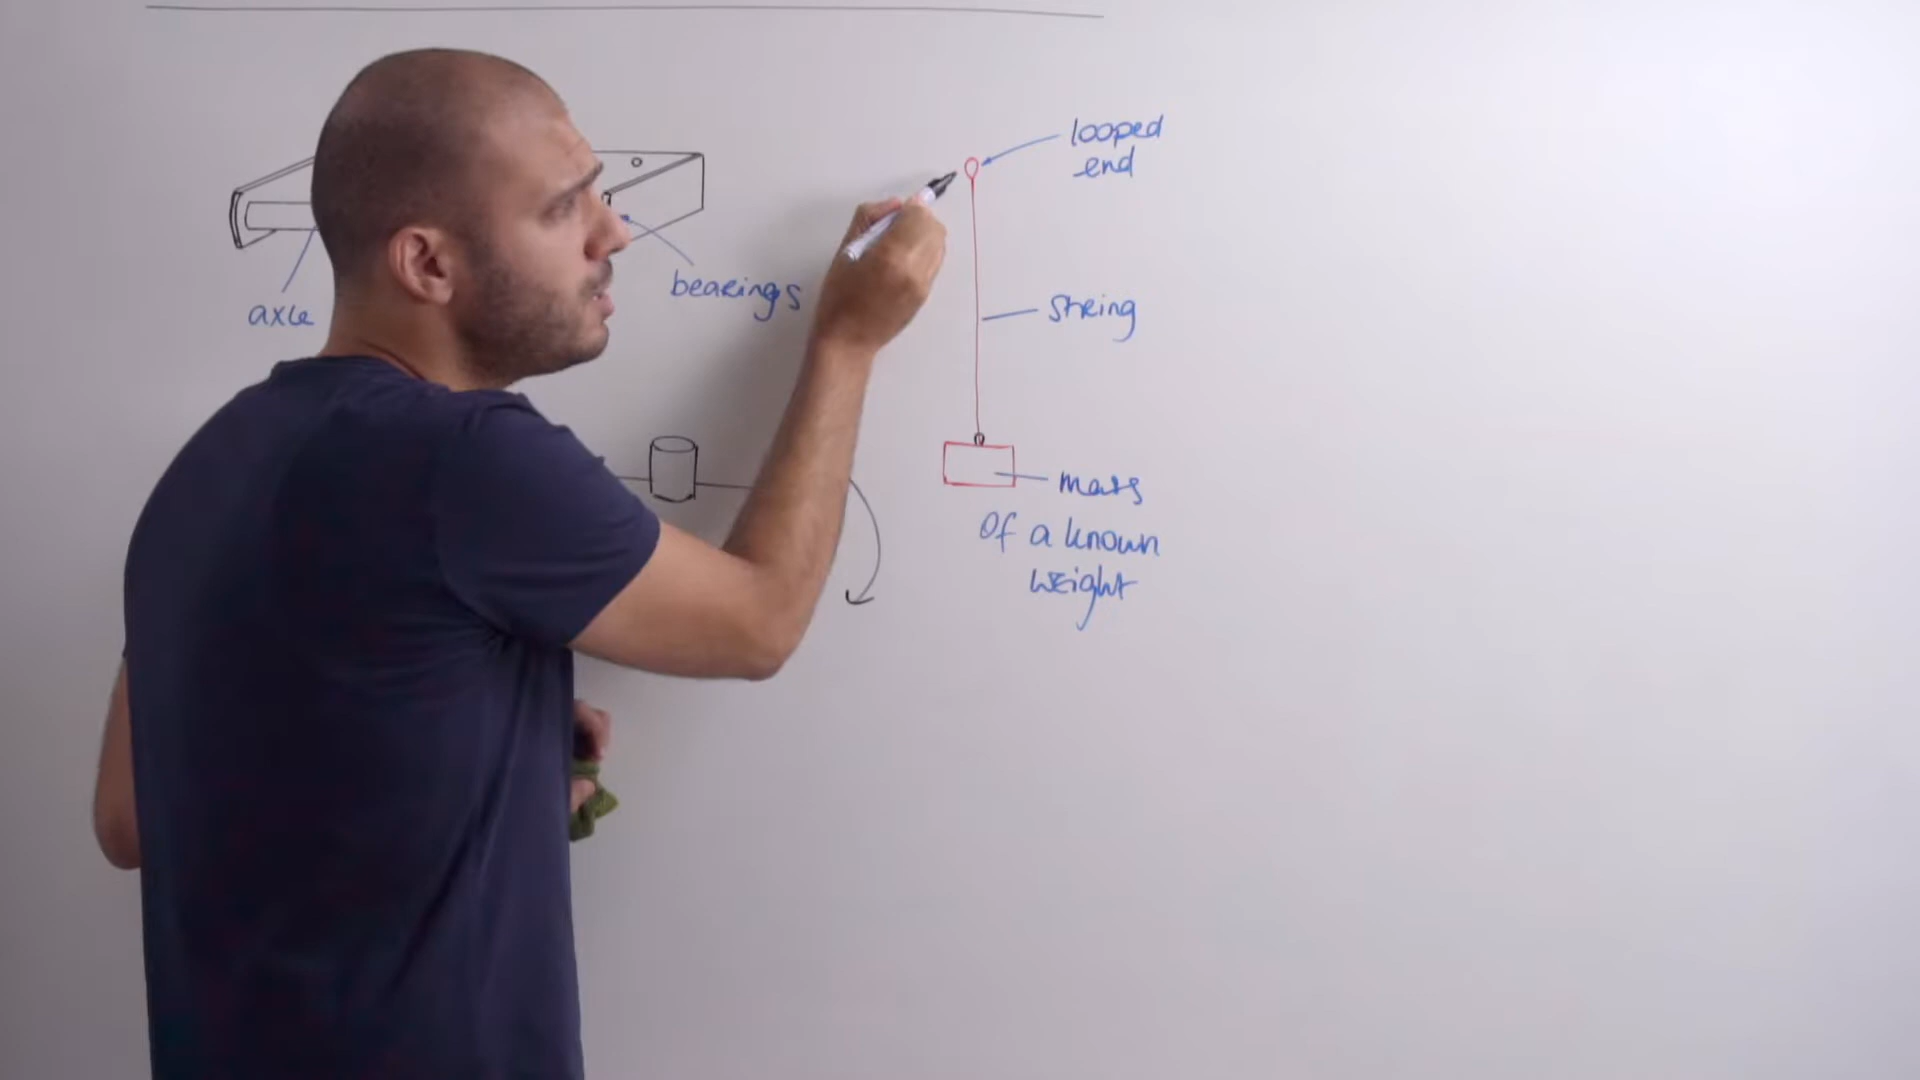 looped
end
axle
bearings
string
mass
of a known
weight